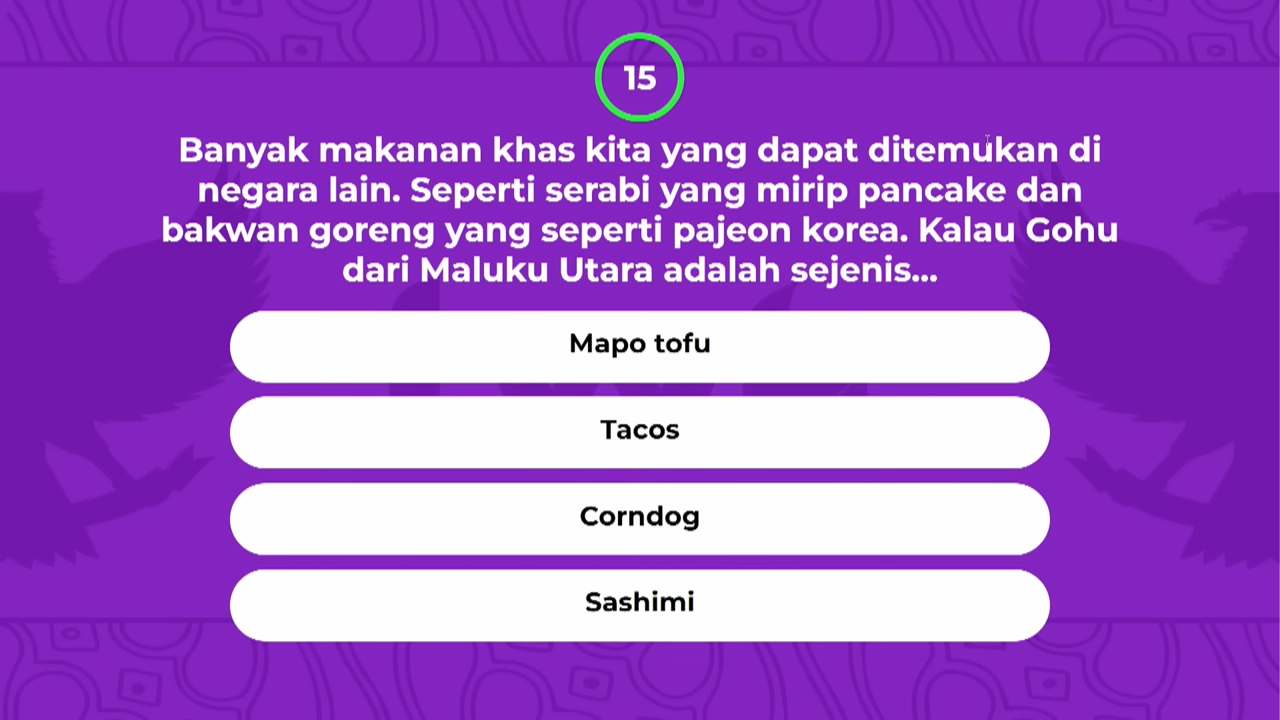 15
Banyak makanan khas kita yang dapat ditemukan di
negara lain. Seperti serabi yang mirip pancake dan
bakwan goreng yang seperti pajeon korea. Kalau Gohu
dari Maluku Utara adalah sejenis...
Mapo tofu
Tacos
Corndog
Sashimi